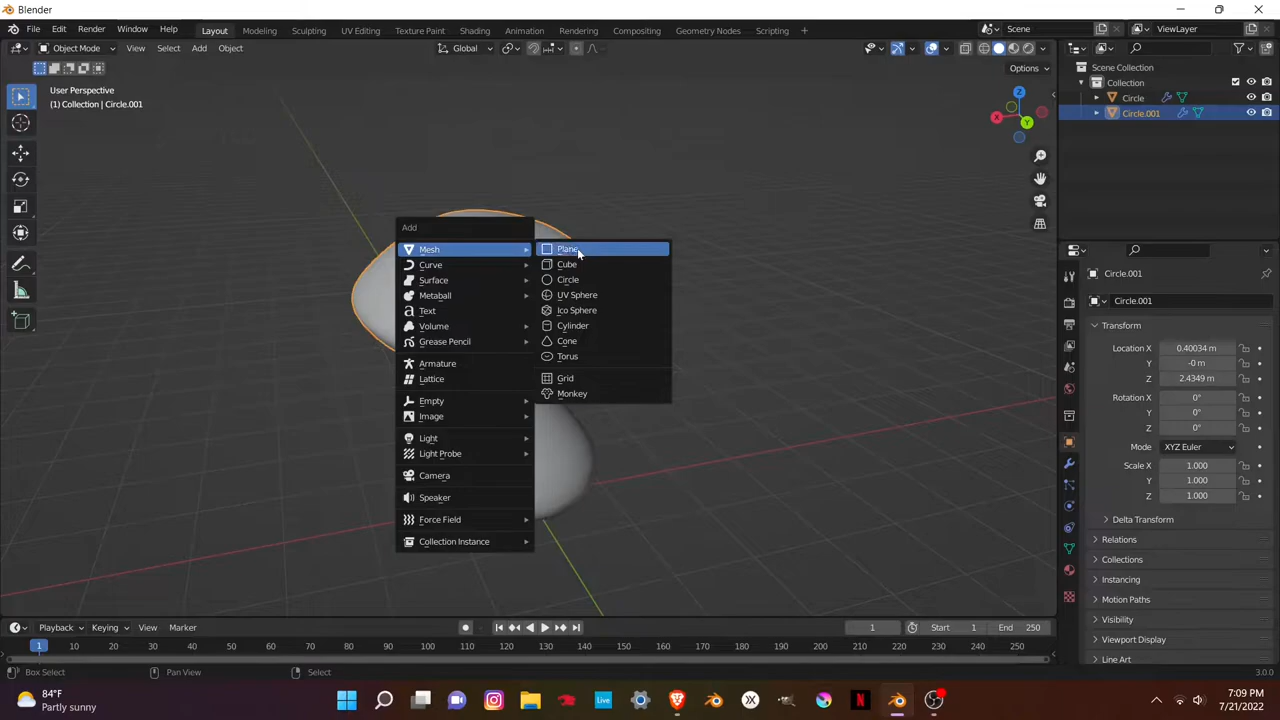 Blender
File Edit Render Window Help Layout Modeling Sculpting UV Editing Texture Paint Shading Animation Rendering Compositing Geometry Nodes Scripting + Scene ViewLayer
Object Mode View Select Add Object Global
Options
User Perspective
(1) Collection | Circle.001
Z
X
Y
Scene Collection
Collection
Circle
Circle.001
Add
Mesh
Curve
Surface
Metaball
Text
Volume
Grease Pencil
Armature
Lattice
Empty
Image
Light
Light Probe
Camera
Speaker
Force Field
Collection Instance
Plane
Cube
Circle
UV Sphere
Ico Sphere
Cylinder
Cone
Torus
Grid
Monkey
Circle.001
Circle.001
Transform
Location X 0.40034 m
Y -0 m
Z 2.4349 m
Rotation X 0°
Y 0°
Z 0°
Mode XYZ Euler
Scale X 1.000
Y 1.000
Z 1.000
Delta Transform
Relations
Collections
Instancing
Motion Paths
Visibility
Viewport Display
Line Art
Playback Keying View Marker 1 Start 1 End 250
1 10 20 30 40 50 60 70 80 90 100 110 120 130 140 150 160 170 180 190 200 210 220 230 240 250
Box Select Pan View Select 3.0.0
84°F
Partly sunny
Live
N
7:09 PM
7/21/2022